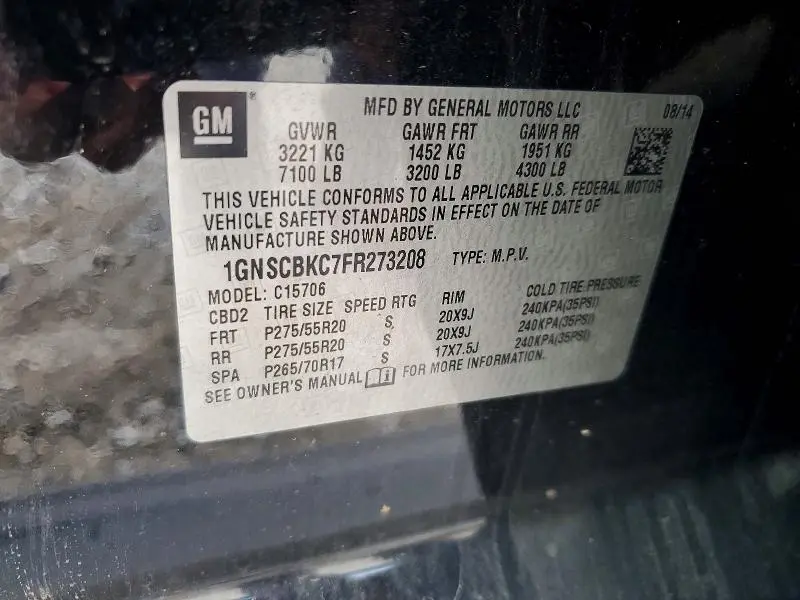 GM
MFD BY GENERAL MOTORS LLC 08/14
GVWR GAWR FRT GAWR RR
3221 KG 1452 KG 1951 KG
7100 LB 3200 LB 4300 LB
THIS VEHICLE CONFORMS TO ALL APPLICABLE U.S. FEDERAL MOTOR
VEHICLE SAFETY STANDARDS IN EFFECT ON THE DATE OF
MANUFACTURE SHOWN ABOVE.
1GNSCBKC7FR273208 TYPE: M.P.V.
MODEL: C15706
CBD2 TIRE SIZE SPEED RTG RIM COLD TIRE PRESSURE
FRT P275/55R20 S 20X9J 240KPA(35PSI)
RR P275/55R20 S 20X9J 240KPA(35PSI)
SPA P265/70R17 S 17X7.5J 240KPA(35PSI)
SEE OWNER'S MANUAL FOR MORE INFORMATION.